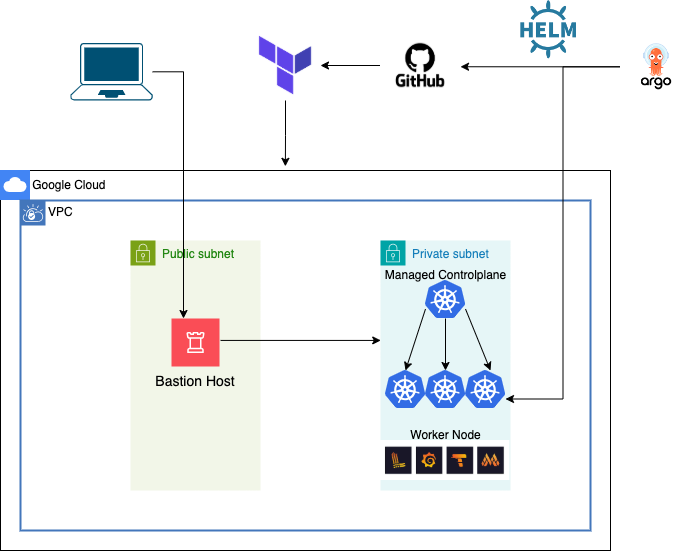 HELM
GitHub
argo
Google Cloud
VPC
Public subnet
Private subnet
Managed Controlplane
Bastion Host
Worker Node